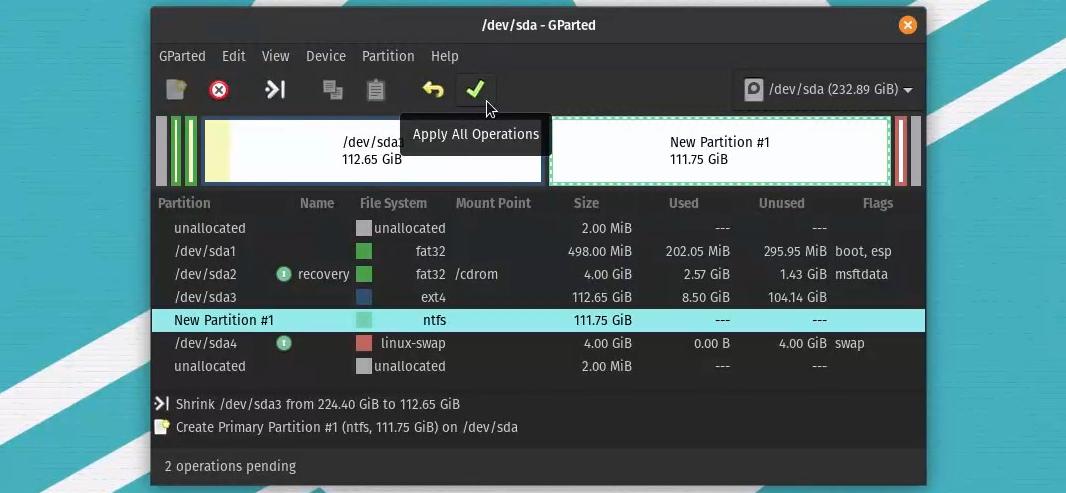 /dev/sda - GParted
GParted Edit View Device Partition Help
/dev/sda (232.89 GiB)
Apply All Operations
/dev/sda3
112.65 GiB
New Partition #1
111.75 GiB
Partition Name File System Mount Point Size Used Unused Flags
unallocated unallocated 2.00 MiB --- ---
/dev/sda1 fat32 498.00 MiB 202.05 MiB 295.95 MiB boot, esp
/dev/sda2 recovery fat32 /cdrom 4.00 GiB 2.57 GiB 1.43 GiB msftdata
/dev/sda3 ext4 112.65 GiB 8.50 GiB 104.14 GiB
New Partition #1 ntfs 111.75 GiB --- ---
/dev/sda4 linux-swap 4.00 GiB 0.00 B 4.00 GiB swap
unallocated unallocated 2.00 MiB --- ---
Shrink /dev/sda3 from 224.40 GiB to 112.65 GiB
Create Primary Partition #1 (ntfs, 111.75 GiB) on /dev/sda
2 operations pending